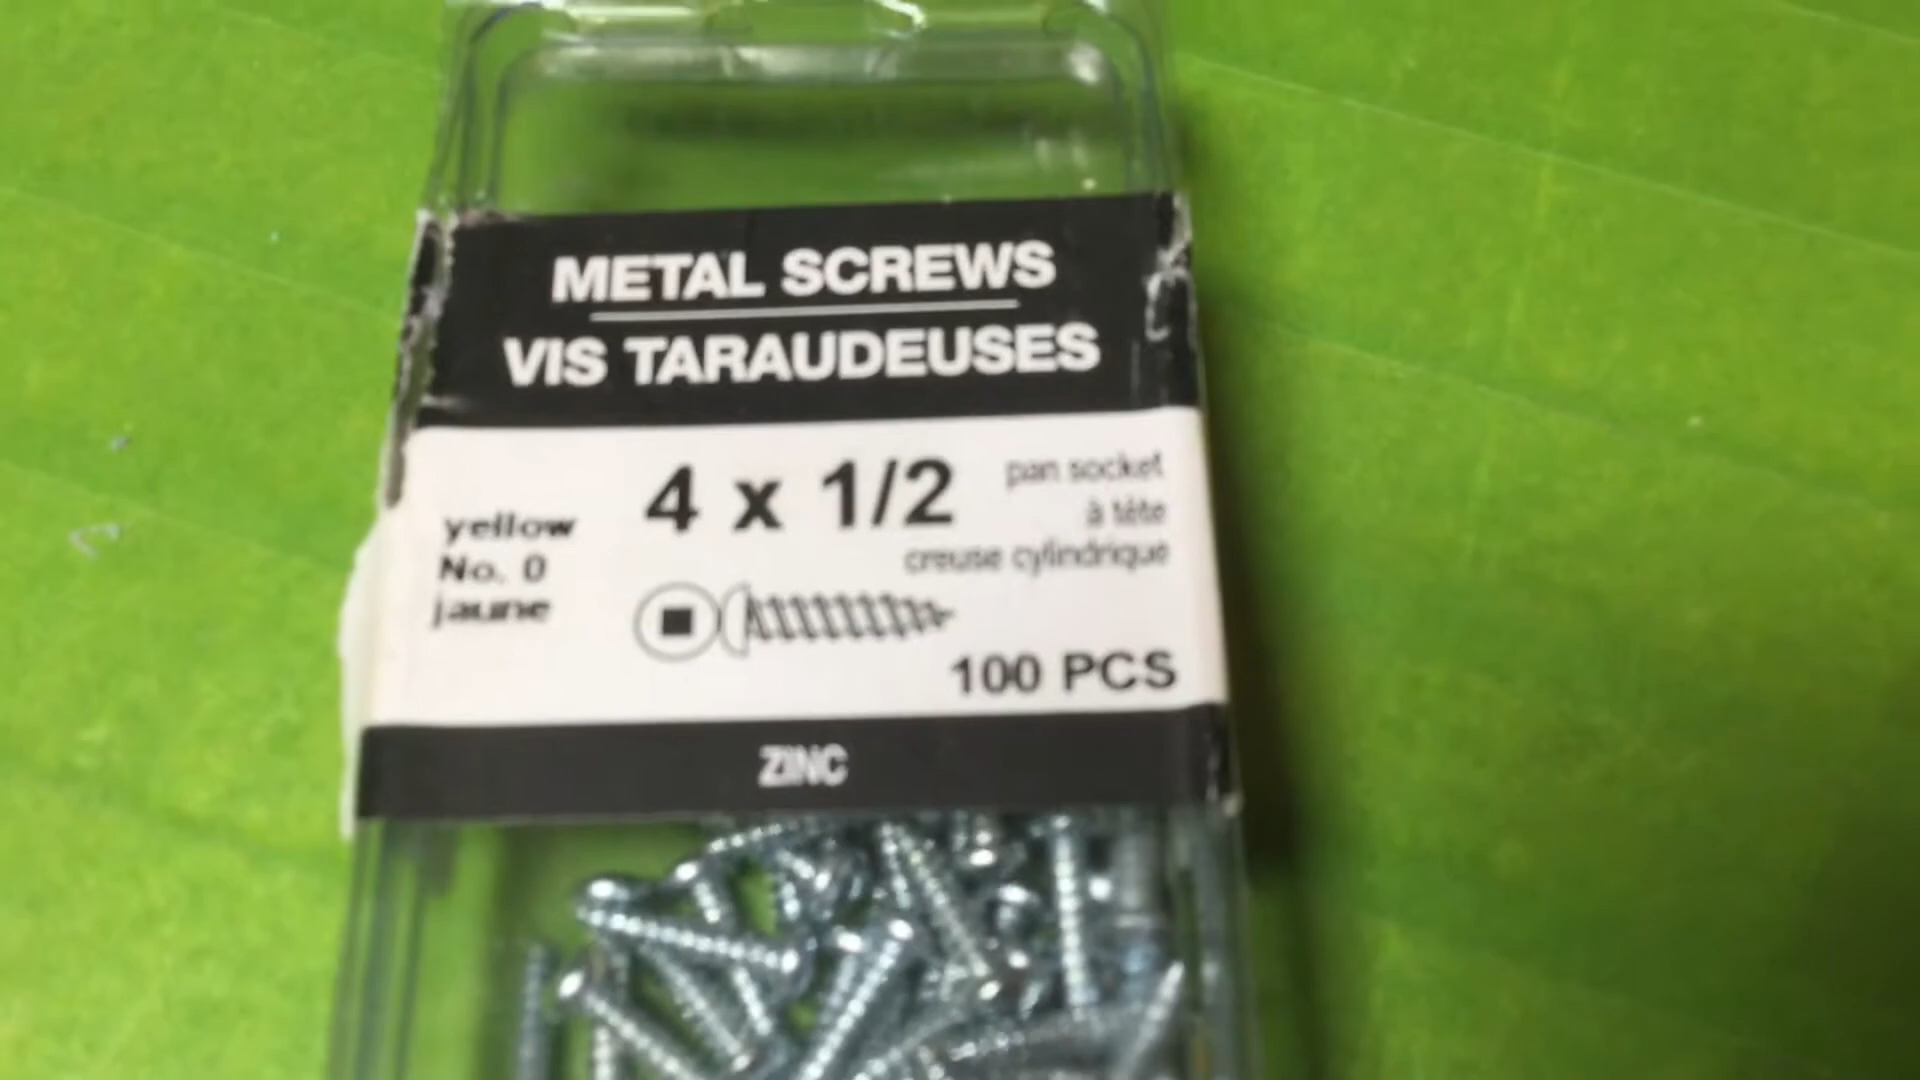 METAL SCREWS
VIS TARAUDEUSES
4 x 1/2
pan socket
à tête
creuse cylindrique
yellow
No. 0
jaune
100 PCS
ZINC